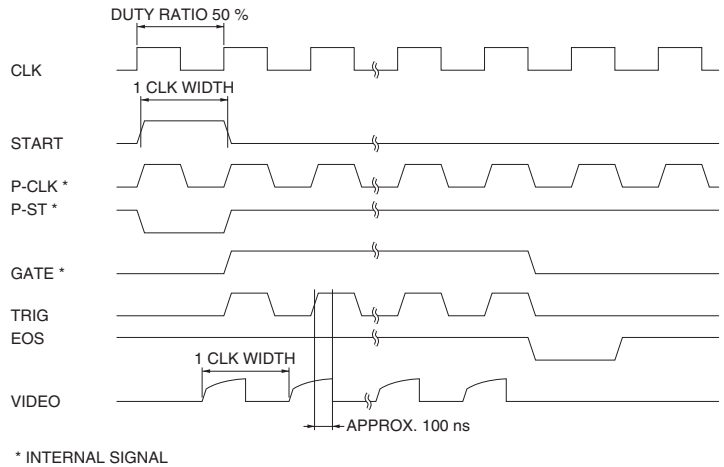 DUTY RATIO 50 %
CLK
1 CLK WIDTH
START
P-CLK *
P-ST *
GATE *
TRIG
EOS
1 CLK WIDTH
VIDEO
APPROX. 100 ns
* INTERNAL SIGNAL